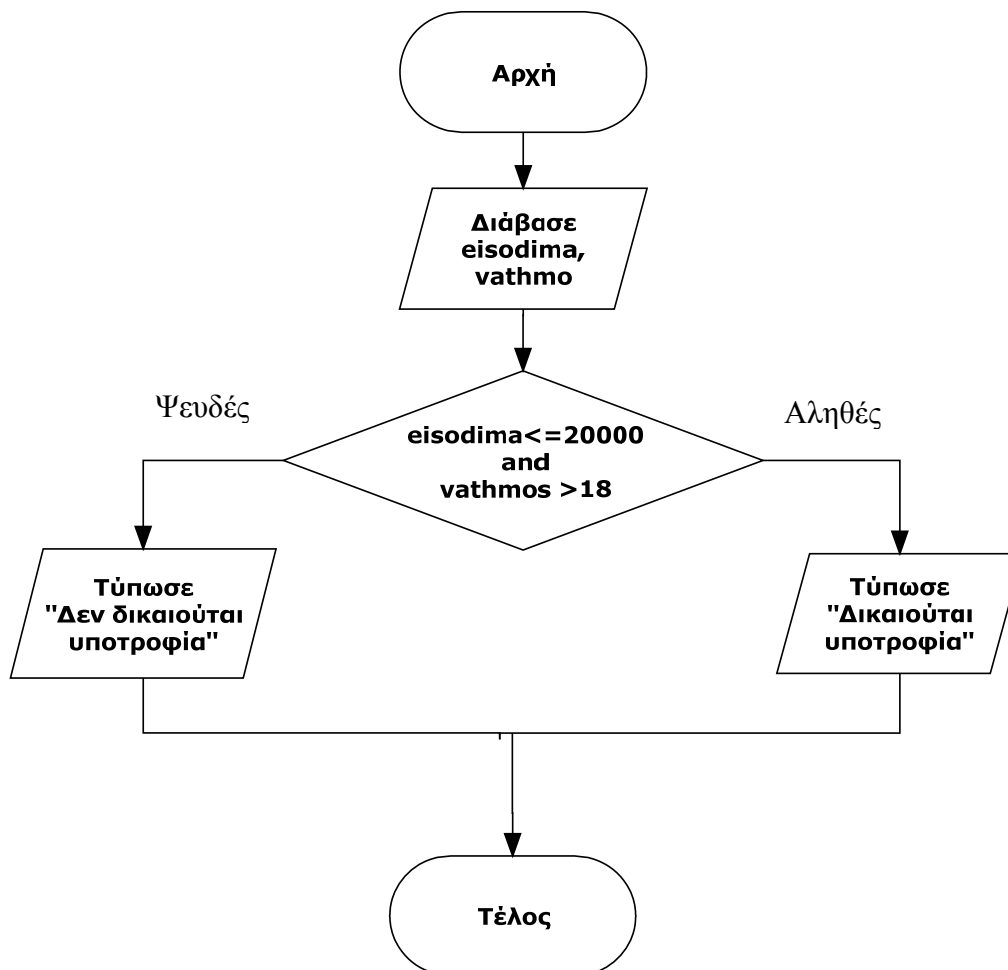 Αρχή
Διάβασε
eisodima,
vathmo
Ψευδές
Αληθές
eisodima<=20000
and
vathmos >18
Τύπωσε
"Δεν δικαιούται
υποτροφία"
Τύπωσε
"Δικαιούται
υποτροφία"
Τέλος